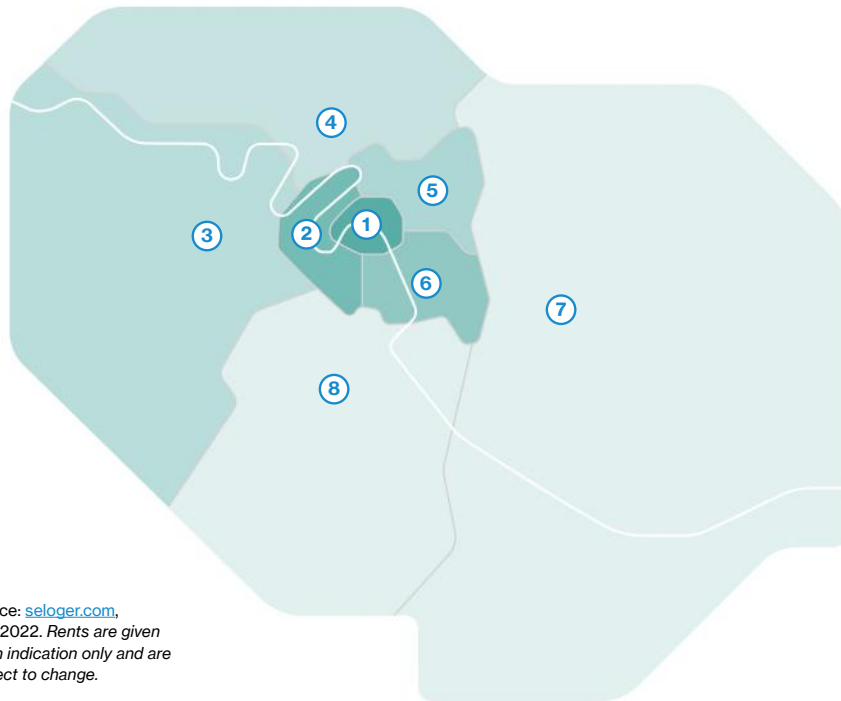 4
5
1
2
3
6
7
8
ce: seloger.com,
2022. Rents are given
n indication only and are
ect to change.